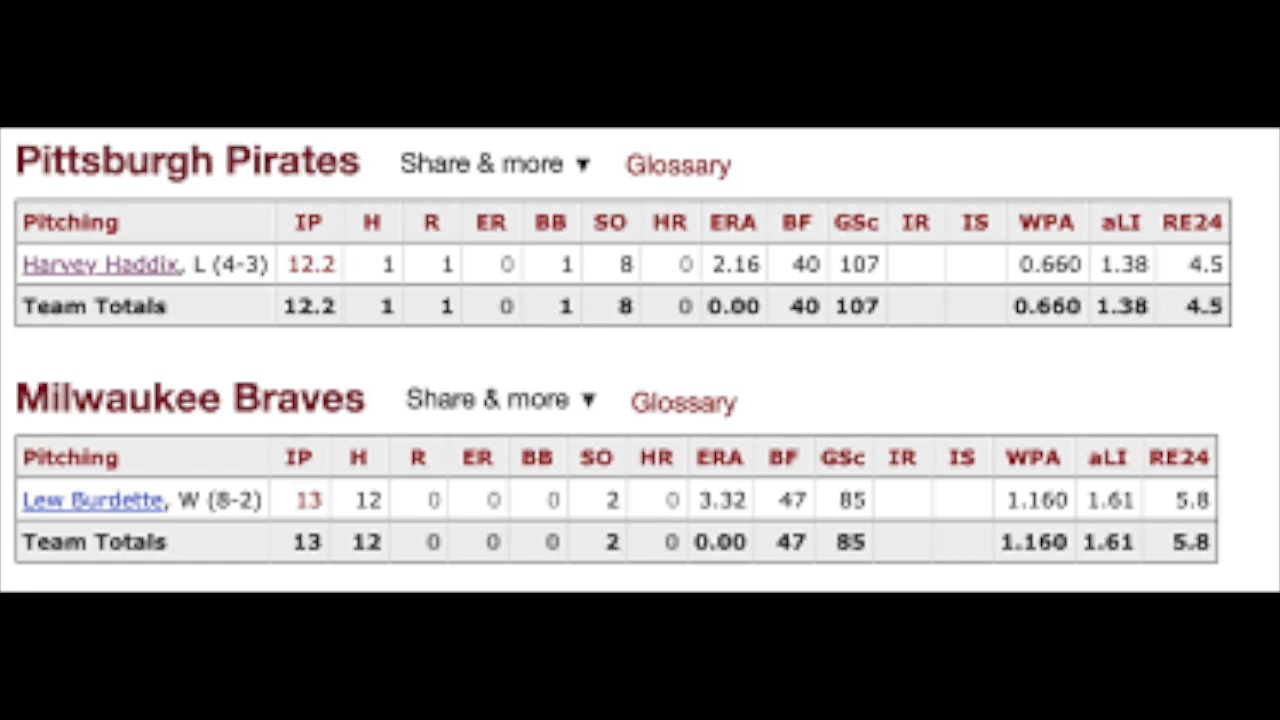 Pittsburgh Pirates Share & more ▼ Glossary
Pitching IP H R ER BB SO HR ERA BF GSc IR IS WPA aLI RE24
Harvey Haddix, L (4-3) 12.2 1 1 0 1 8 0 2.16 40 107 0.660 1.38 4.5
Team Totals 12.2 1 1 0 1 8 0 0.00 40 107 0.660 1.38 4.5
Milwaukee Braves Share & more ▼ Glossary
Pitching IP H R ER BB SO HR ERA BF GSc IR IS WPA aLI RE24
Lew Burdette, W (8-2) 13 12 0 0 0 2 0 3.32 47 85 1.160 1.61 5.8
Team Totals 13 12 0 0 0 2 0 0.00 47 85 1.160 1.61 5.8